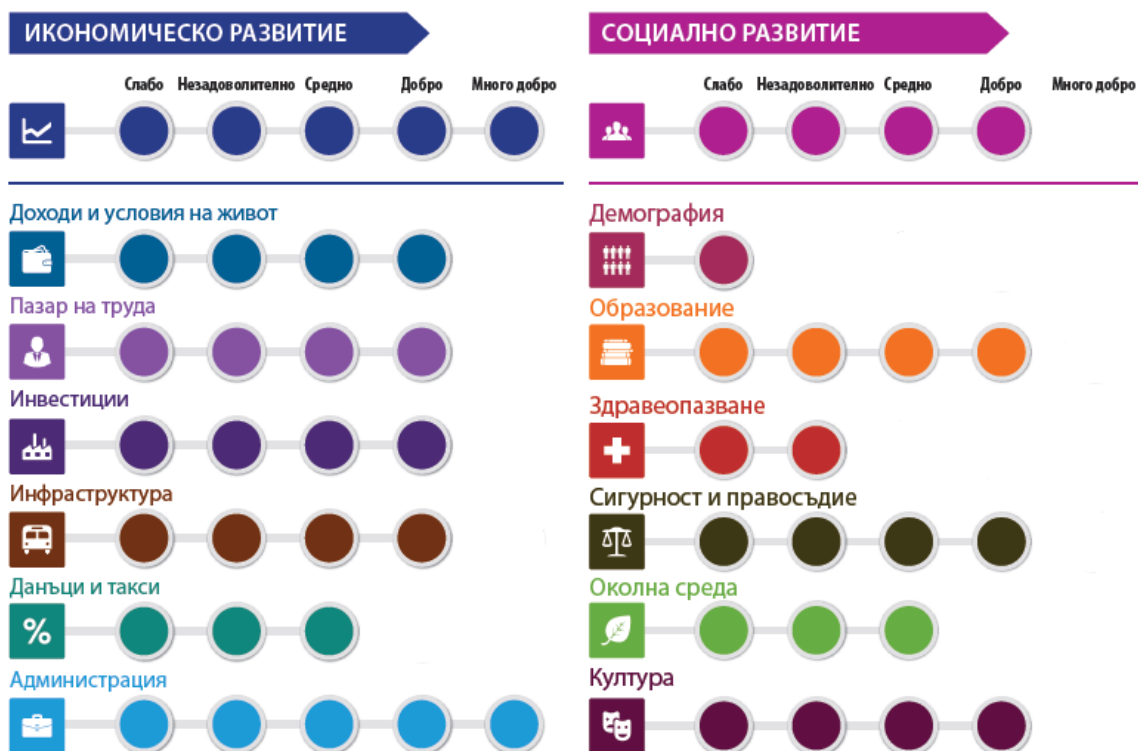 ИКОНОМИЧЕСКО РАЗВИТИЕ
Слабо Незадоволително Средно Добро Много добро
Доходи и условия на живот
Пазар на труда
Инвестиции
Инфраструктура
Данъци и такси
%
Администрация
СОЦИАЛНО РАЗВИТИЕ
Слабо Незадоволително Средно Добро Много добро
Демография
Образование
Здравеопазване
Сигурност и правосъдие
Околна среда
Култура